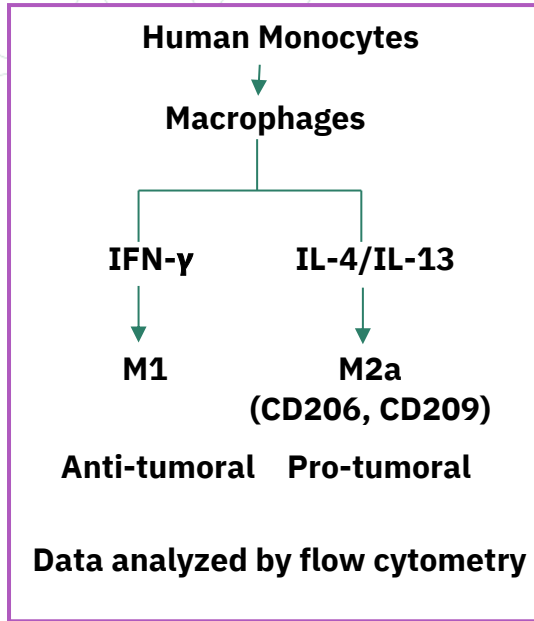 Human Monocytes
Macrophages
IFN-γ
IL-4/IL-13
M1
M2a
(CD206, CD209)
Anti-tumoral
Pro-tumoral
Data analyzed by flow cytometry